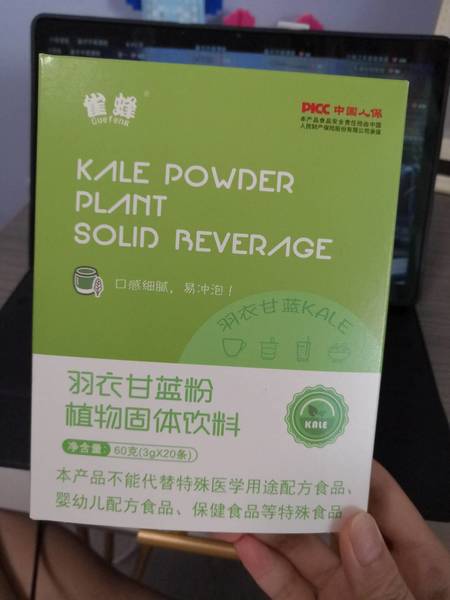 雀蜂
QueFeng
PICC 中国人保
本产品食品安全责任险由中国
人民财产保险股份有限公司承保
KALE POWDER
PLANT
SOLID BEVERAGE
口感细腻，易冲泡！
羽衣甘蓝KALE
羽衣甘蓝粉
植物固体饮料
KALE
净含量: 60克(3gX20条)
本产品不能代替特殊医学用途配方食品、
婴幼儿配方食品、保健食品等特殊食品